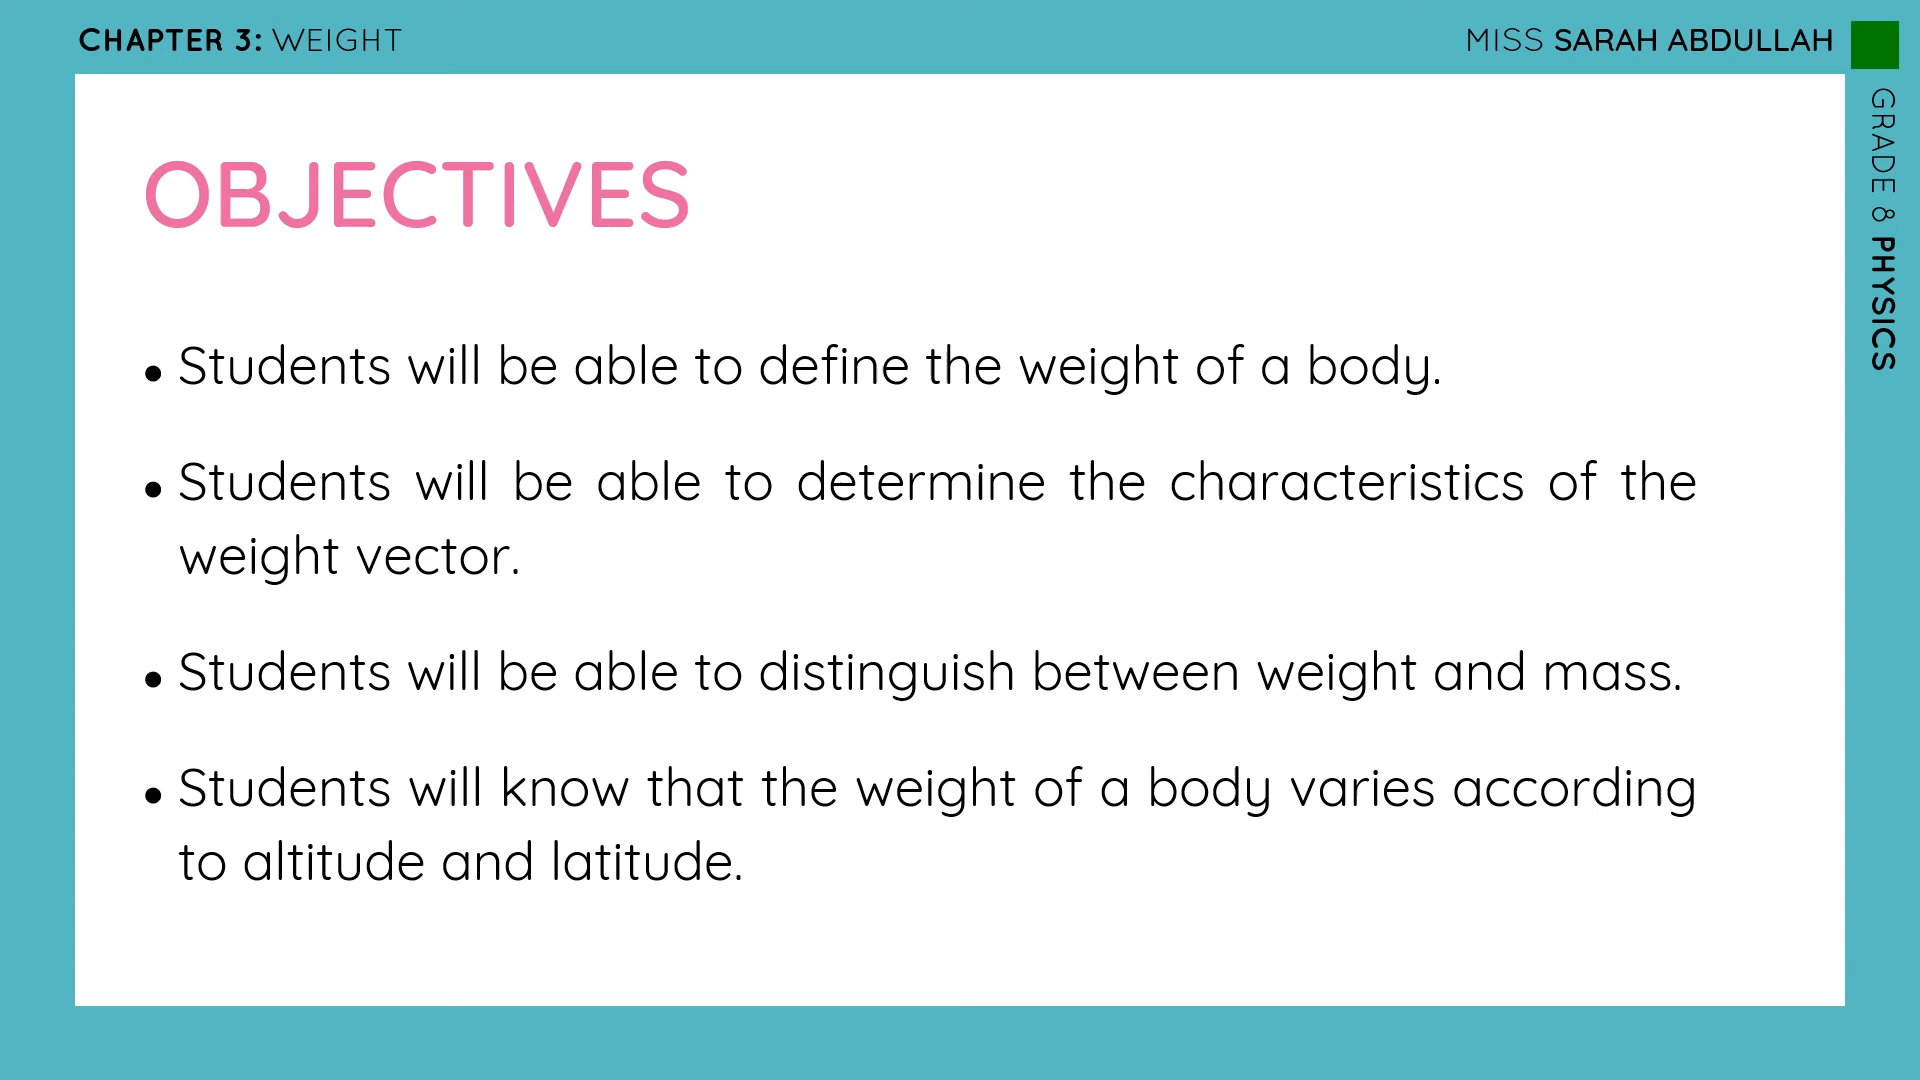 CHAPTER 3: WEIGHT
MISS SARAH ABDULLAH
GRADE 8 PHYSICS
OBJECTIVES
• Students will be able to define the weight of a body.
• Students will be able to determine the characteristics of the
weight vector.
• Students will be able to distinguish between weight and mass.
• Students will know that the weight of a body varies according
to altitude and latitude.